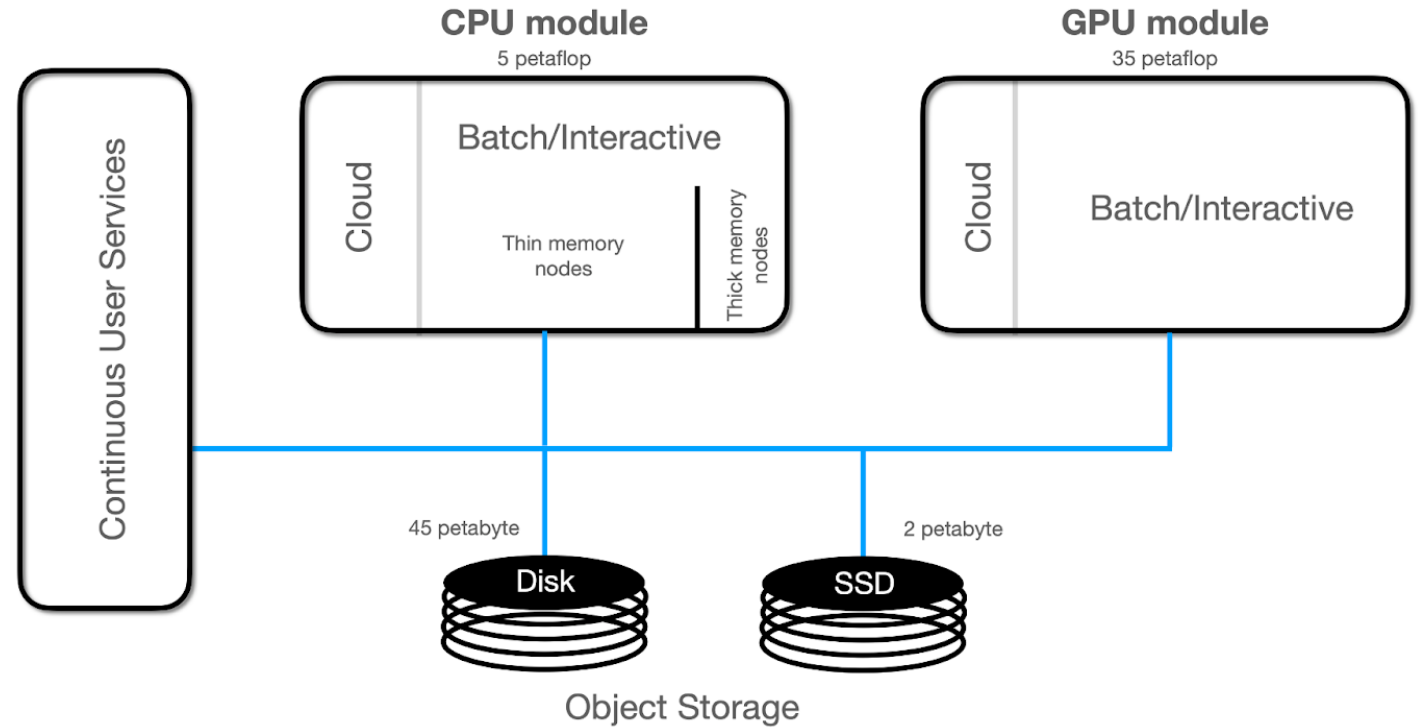 CPU module
5 petaflop
GPU module
35 petaflop
Continuous User Services
Cloud
Batch/Interactive
Thin memory
nodes
Thick memory
nodes
Cloud
Batch/Interactive
45 petabyte
2 petabyte
Disk
SSD
Object Storage